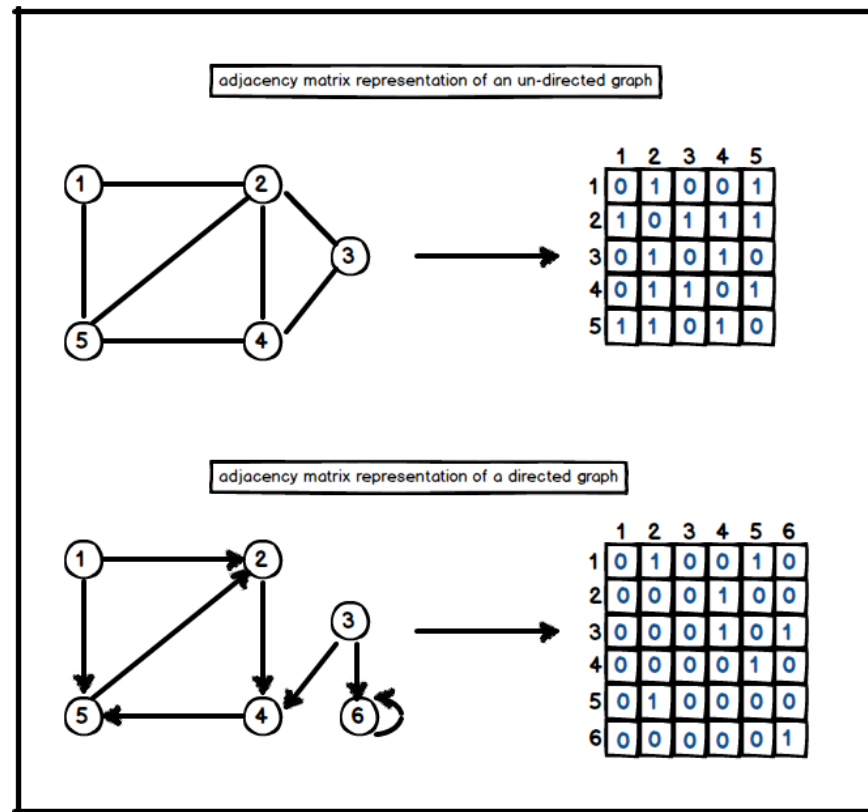 adjacency matrix representation of an un-directed graph
1 2 3 4 5
1 2 3 5 4
1 0 1 0 0 1
2 1 0 1 1 1
3 0 1 0 1 0
4 0 1 1 0 1
5 1 1 0 1 0
adjacency matrix representation of a directed graph
1 2 3 4 5 6
1 2 3 5 4 6
1 0 1 0 0 1 0
2 0 0 0 1 0 0
3 0 0 0 1 0 1
4 0 0 0 0 1 0
5 0 1 0 0 0 0
6 0 0 0 0 0 1